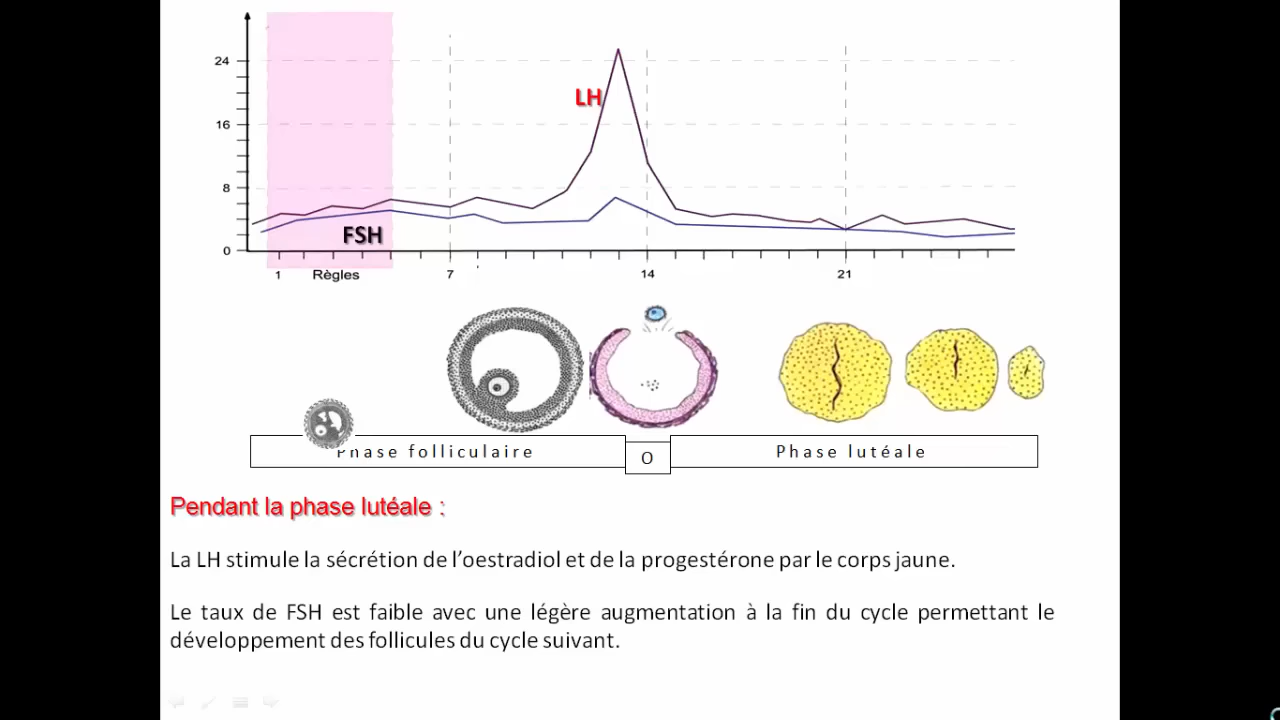 24
LH
16
8
FSH
0
1 Règles 7 14 21
Phase folliculaire O Phase lutéale
Pendant la phase lutéale :
La LH stimule la sécrétion de l’oestradiol et de la progestérone par le corps jaune.
Le taux de FSH est faible avec une légère augmentation à la fin du cycle permettant le
développement des follicules du cycle suivant.